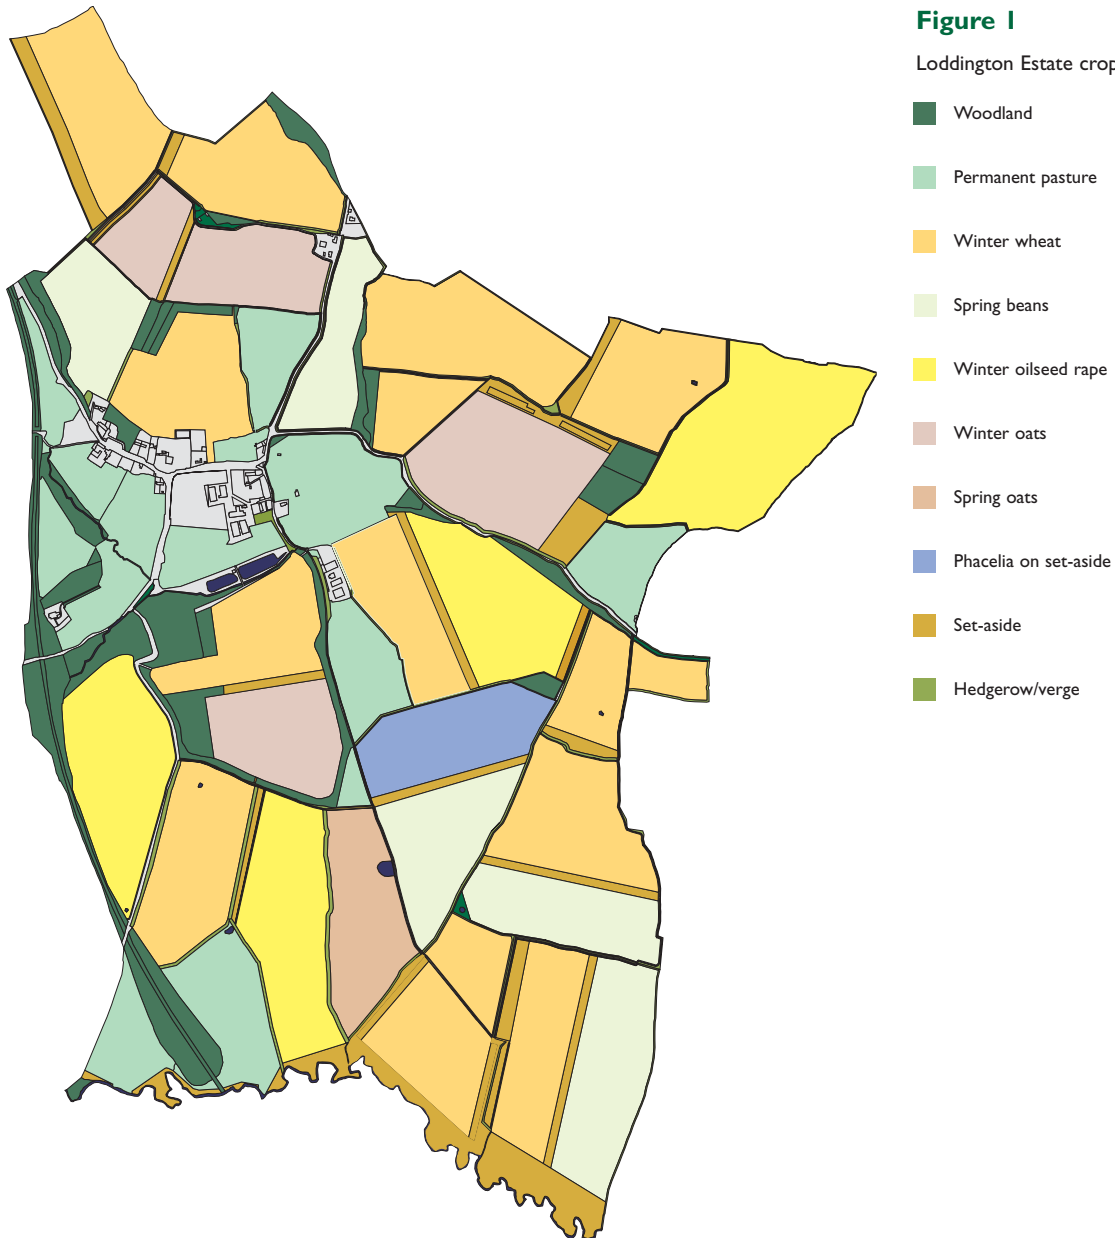 Figure 1
Loddington Estate crop
Woodland
Permanent pasture
Winter wheat
Spring beans
Winter oilseed rape
Winter oats
Spring oats
Phacelia on set-aside
Set-aside
Hedgerow/verge